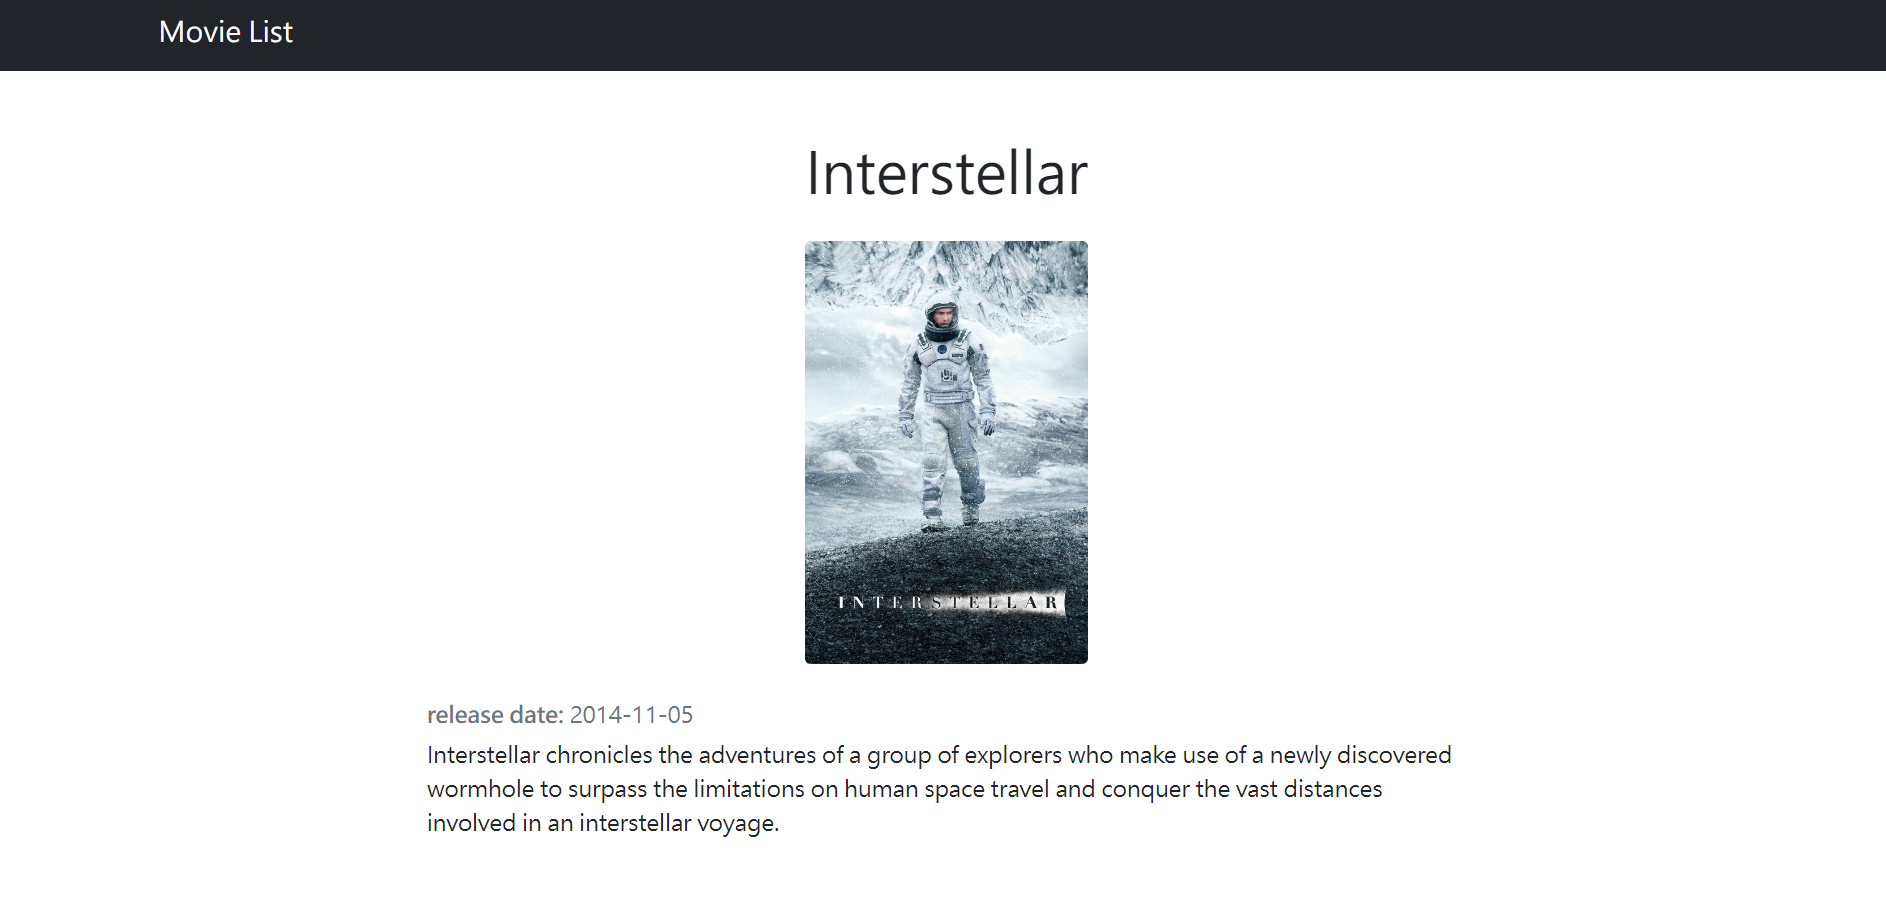 Movie List
Interstellar
INTERSTELLAR
release date: 2014-11-05
Interstellar chronicles the adventures of a group of explorers who make use of a newly discovered
wormhole to surpass the limitations on human space travel and conquer the vast distances
involved in an interstellar voyage.